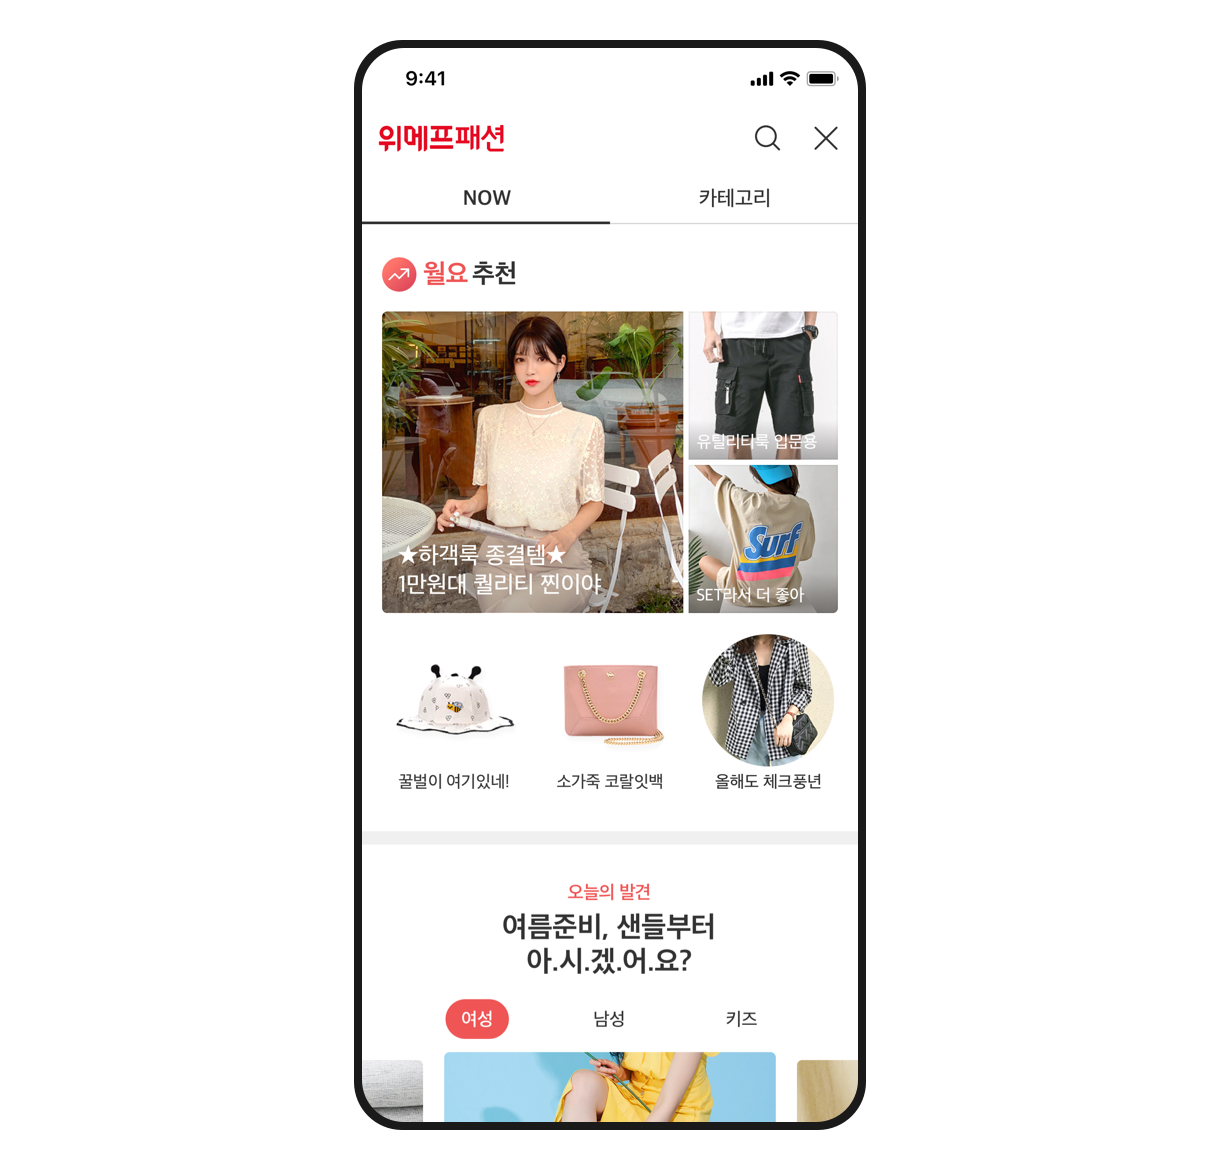 9:41
위메프패션
NOW
카테고리
월요 추천
★하객룩 종결템★
1만원대 퀄리티 찐이야
유틸리티룩 입문용
Surf
SET라서 더 좋아
꿀벌이 여기있네!
소가죽 코랄잇백
올해도 체크풍년
오늘의 발견
여름준비, 샌들부터
아.시.겠.어.요?
여성
남성
키즈